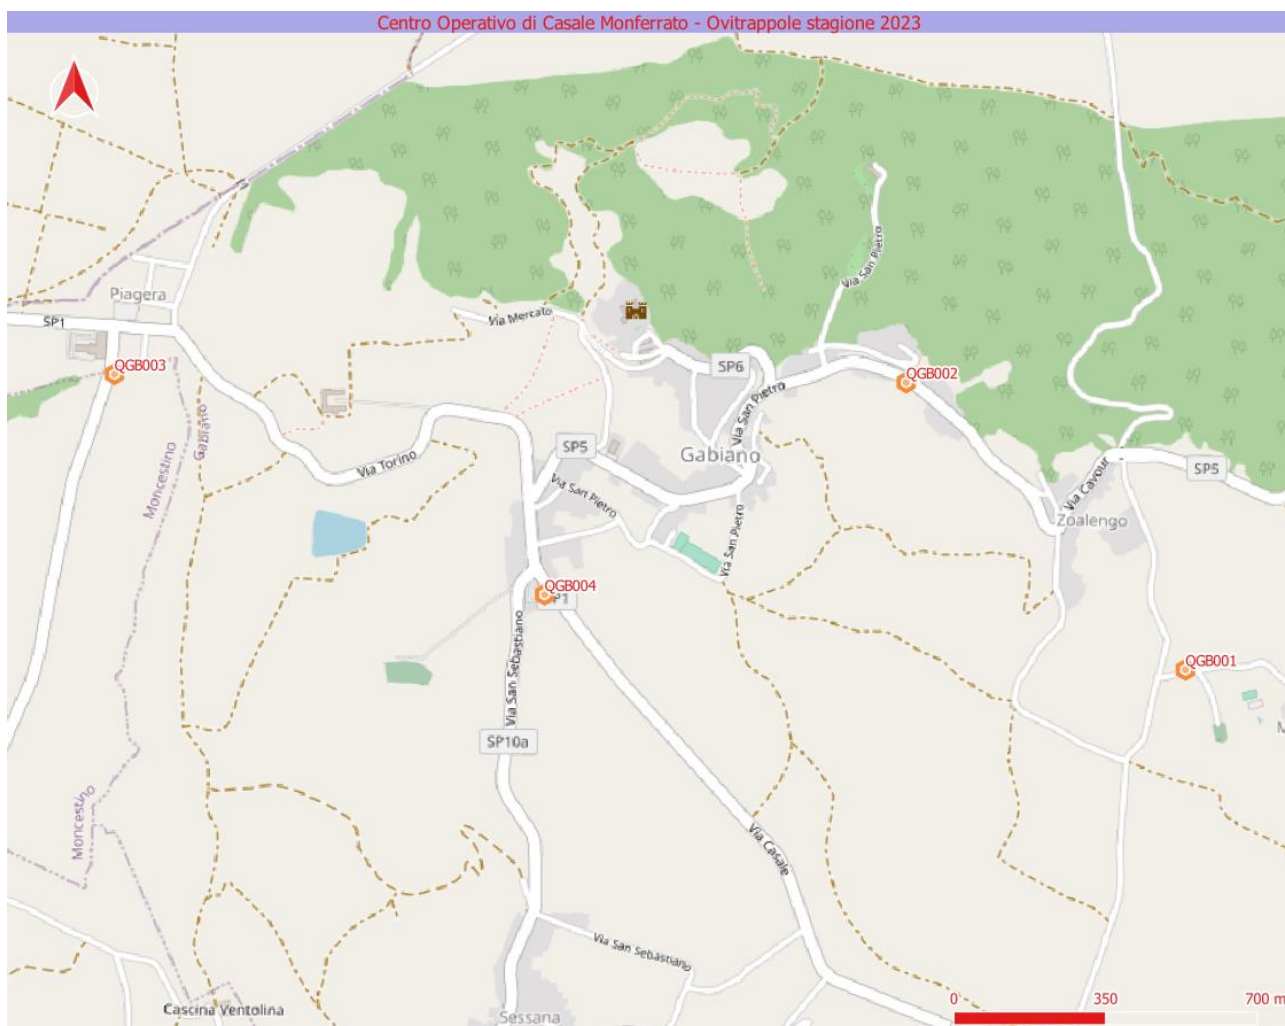 Centro Operativo di Casale Monferrato - Ovitrappole stagione 2023
Piagera
SP1
QGB003
Via Mercato
Via San Pietro
SP6
QGB002
Via San Pietro
Gabiano
Moncestino
Gabiano
Via Torino
SP5
Via San Pietro
Via San Pietro
Via Cavour
SP5
Zoalengo
QGB004
P1
Via San Sebastiano
QGB001
SP10a
M
Moncestino
Via Casale
Via San Sebastiano
Cascina Ventolina
Sessana
0 350 700 m